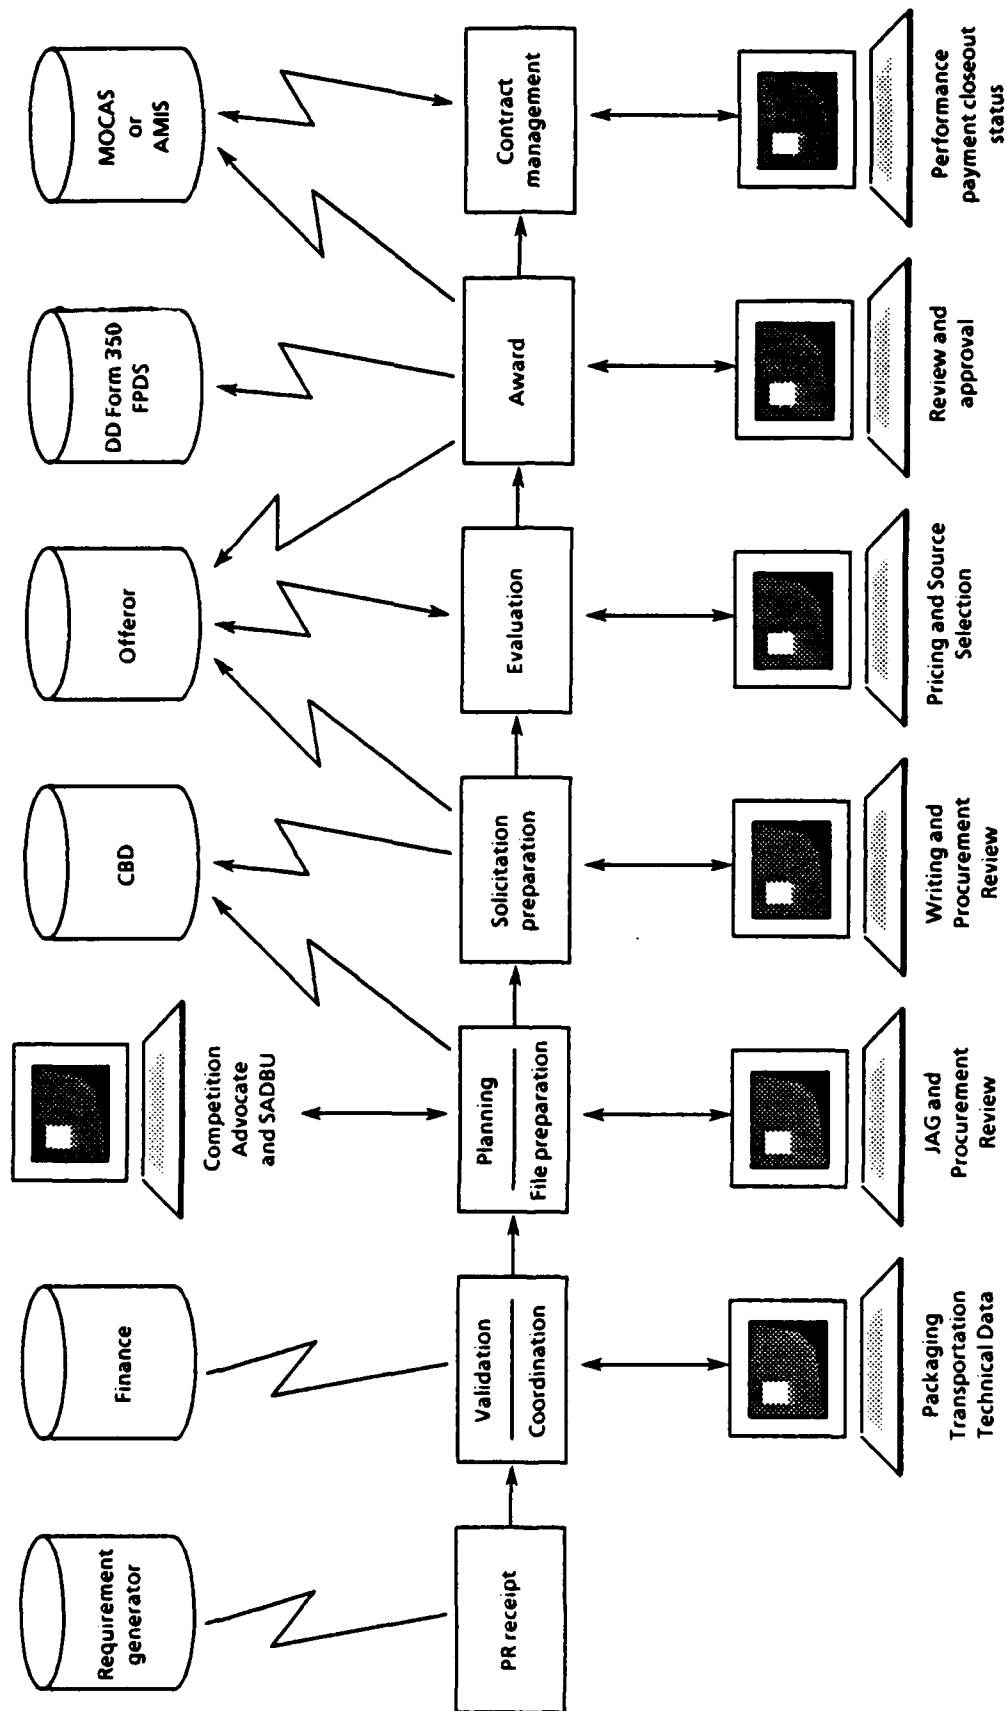 Requirement
generator
Finance
Competition
Advocate
and SADBU
CBD
Offeror
DD Form 350
FPDS
MOCAS
or
AMIS
PR receipt
Validation
Coordination
Planning
File preparation
Solicitation
preparation
Evaluation
Award
Contract
management
Packaging
Transportation
Technical Data
JAG and
Procurement
Review
Writing and
Procurement
Review
Pricing and Source
Selection
Review and
approval
Performance
payment closeout
status